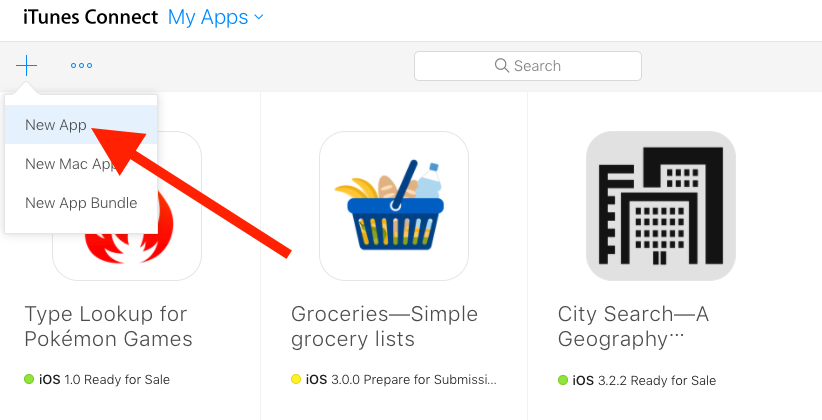 iTunes Connect My Apps
Search
New App
New Mac App
New App Bundle
Type Lookup for
Pokémon Games
iOS 1.0 Ready for Sale
Groceries—Simple
grocery lists
iOS 3.0.0 Prepare for Submissi...
City Search—A
Geography...
iOS 3.2.2 Ready for Sale